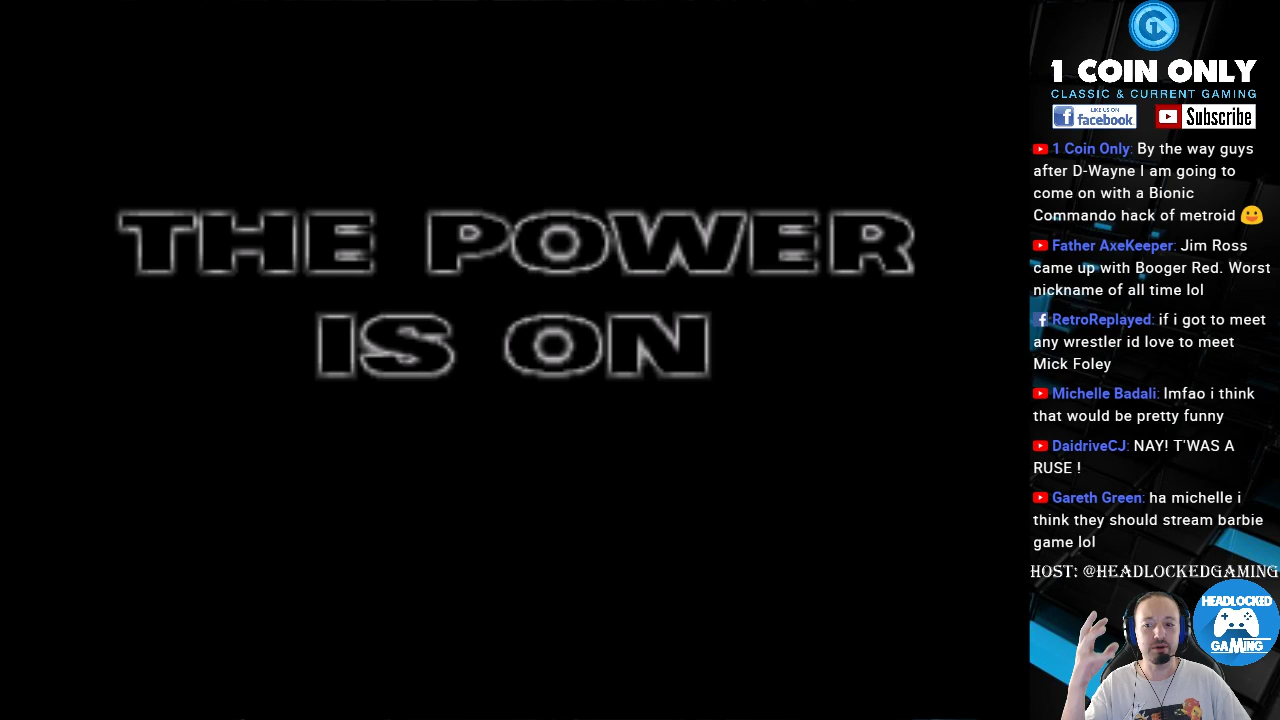 THE POWER
IS ON
1 COIN ONLY
CLASSIC & CURRENT GAMING
LIKE US ON
facebook.
Subscribe
1 Coin Only: By the way guys
after D-Wayne I am going to
come on with a Bionic
Commando hack of metroid 😃
Father AxeKeeper: Jim Ross
came up with Booger Red. Worst
nickname of all time lol
RetroReplayed: if i got to meet
any wrestler id love to meet
Mick Foley
Michelle Badali: lmfao i think
that would be pretty funny
DaidriveCJ: NAY! T'WAS A
RUSE !
Gareth Green: ha michelle i
think they should stream barbie
game lol
HOST: @HEADLOCKEDGAMING
HEADLOCKED
GAMING